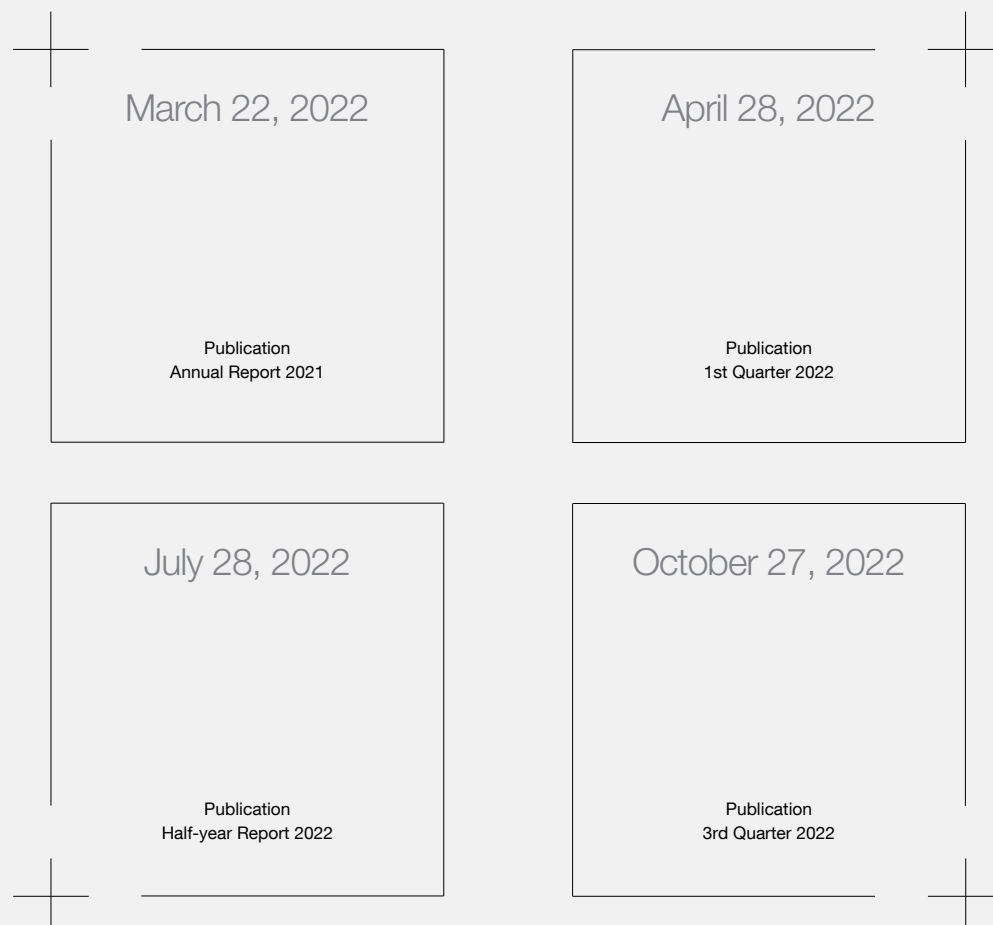 March 22, 2022
Publication
Annual Report 2021
April 28, 2022
Publication
1st Quarter 2022
July 28, 2022
Publication
Half-year Report 2022
October 27, 2022
Publication
3rd Quarter 2022